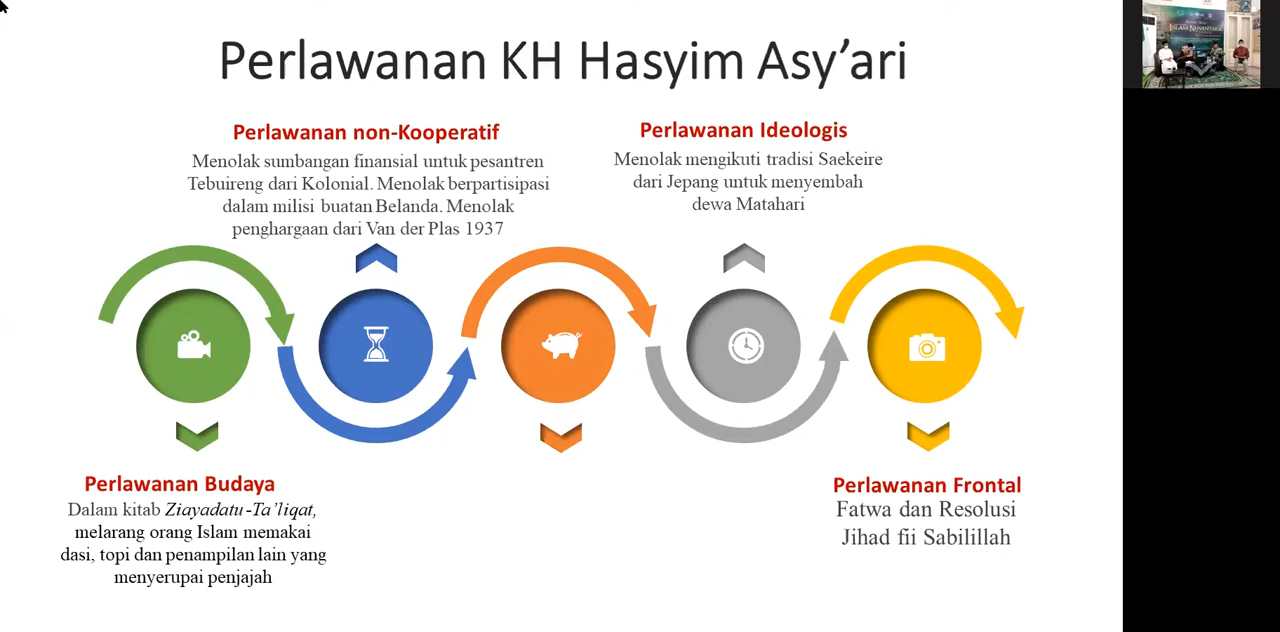 Perlawanan KH Hasyim Asy’ari
Perlawanan non-Kooperatif
Menolak sumbangan finansial untuk pesantren
Tebuireng dari Kolonial. Menolak berpartisipasi
dalam milisi buatan Belanda. Menolak
penghargaan dari Van der Plas 1937
Perlawanan Ideologis
Menolak mengikuti tradisi Saekeire
dari Jepang untuk menyembah
dewa Matahari
Perlawanan Budaya
Dalam kitab Ziayadatu-Ta’liqat,
melarang orang Islam memakai
dasi, topi dan penampilan lain yang
menyerupai penjajah
Perlawanan Frontal
Fatwa dan Resolusi
Jihad fii Sabilillah
ISLAM NUSANTARA